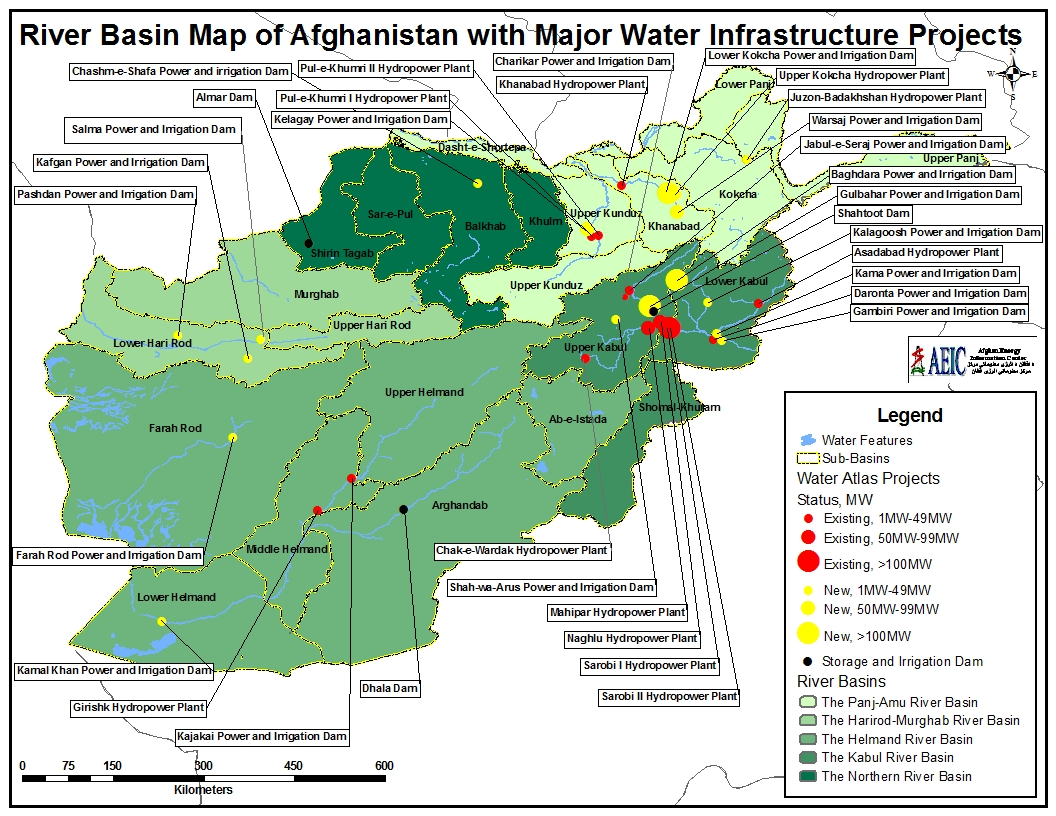 River Basin Map of Afghanistan with Major Water Infrastructure Projects
Chashm-e-Shafa Power and irrigation Dam
Pul-e-Khumri II Hydropower Plant
Charikar Power and Irrigation Dam
Lower Kokcha Power and Irrigation Dam
Almar Dam
Pul-e-Khumri I Hydropower Plant
Khanabad Hydropower Plant
Upper Kokcha Hydropower Plant
N
W
E
S
Kelagay Power and Irrigation Dam
Juzon-Badakhshan Hydropower Plant
Salma Power and Irrigation Dam
Warsaj Power and Irrigation Dam
Kafgan Power and Irrigation Dam
Jabul-e-Seraj Power and Irrigation Dam
Pashdan Power and Irrigation Dam
Baghdara Power and Irrigation Dam
Gulbahar Power and Irrigation Dam
Shahtoot Dam
Kalagoosh Power and Irrigation Dam
Asadabad Hydropower Plant
Kama Power and Irrigation Dam
Daronta Power and Irrigation Dam
Gambiri Power and Irrigation Dam
Lower Panj
Dasht-e-Shortepa
Upper Panj
Kokcha
Sar-e-Pul
Balkhab
Khulm
Upper Kunduz
Khanabad
Shirin Tagab
Upper Kunduz
Lower Kabul
Murghab
Upper Hari Rod
Lower Hari Rod
Upper Kabul
Upper Helmand
Shomal-Khuram
Ab-e-Istada
Farah Rod
Arghandab
Middle Helmand
Lower Helmand
AEIC
Afghan Energy
Information Center
Farah Rod Power and Irrigation Dam
Chak-e-Wardak Hydropower Plant
Shah-wa-Arus Power and Irrigation Dam
Mahipar Hydropower Plant
Naghlu Hydropower Plant
Sarobi I Hydropower Plant
Sarobi II Hydropower Plant
Kamal Khan Power and Irrigation Dam
Dhala Dam
Girishk Hydropower Plant
Kajakai Power and Irrigation Dam
0 75 150 300 450 600
Kilometers
Legend
Water Features
Sub-Basins
Water Atlas Projects
Status, MW
Existing, 1MW-49MW
Existing, 50MW-99MW
Existing, >100MW
New, 1MW-49MW
New, 50MW-99MW
New, >100MW
Storage and Irrigation Dam
River Basins
The Panj-Amu River Basin
The Harirod-Murghab River Basin
The Helmand River Basin
The Kabul River Basin
The Northern River Basin